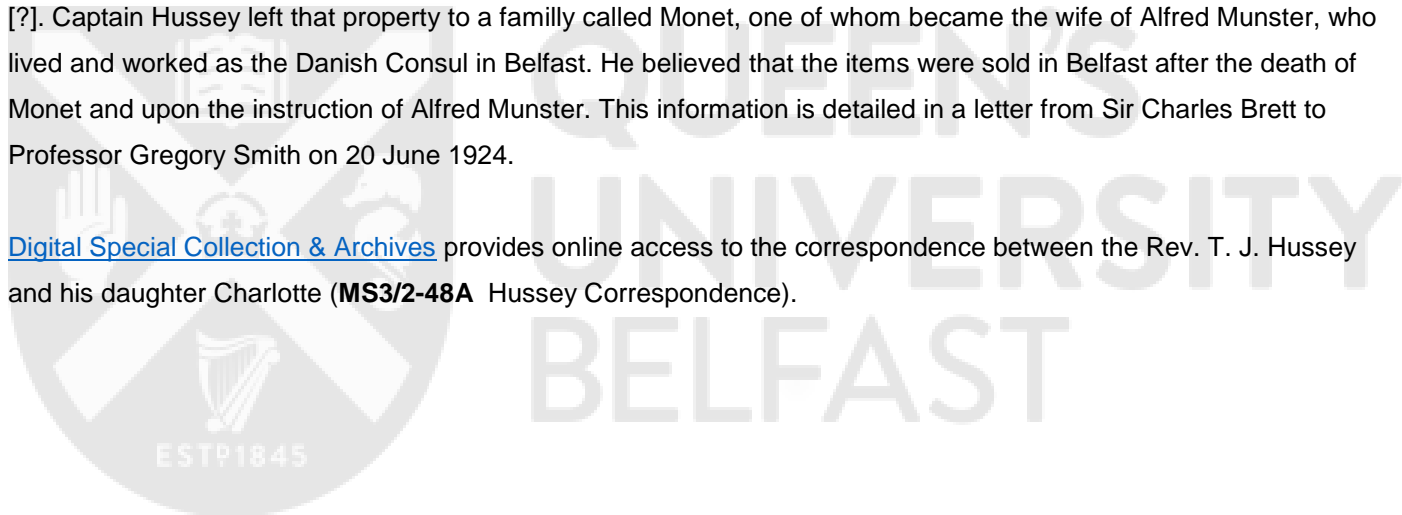 [?]. Captain Hussey left that property to a familly called Monet, one of whom became the wife of Alfred Munster, who
lived and worked as the Danish Consul in Belfast. He believed that the items were sold in Belfast after the death of
Monet and upon the instruction of Alfred Munster. This information is detailed in a letter from Sir Charles Brett to
Professor Gregory Smith on 20 June 1924.
Digital Special Collection & Archives provides online access to the correspondence between the Rev. T. J. Hussey
and his daughter Charlotte (MS3/2-48A Hussey Correspondence).
QUEEN'S
UNIVERSITY
BELFAST
ESTD1845